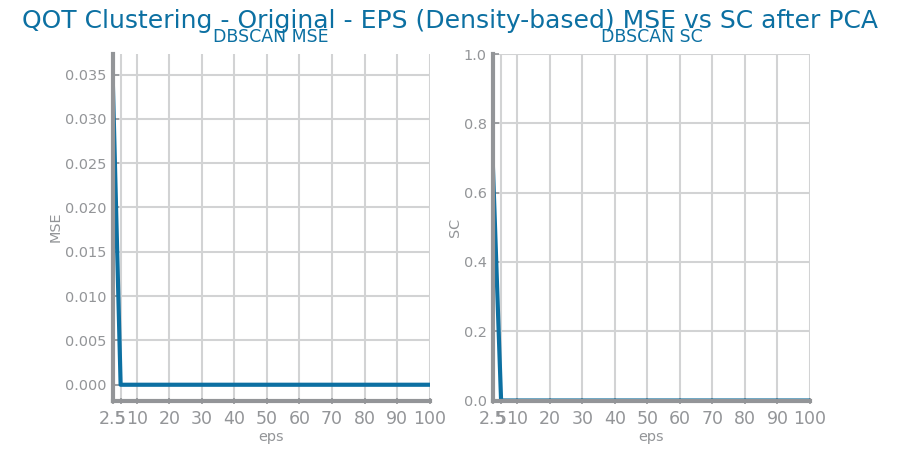 QOT Clustering - Original - EPS (Density-based) MSE vs SC after PCA
DBSCAN MSE
0.035
0.030
0.025
0.020
0.015
0.010
0.005
0.000
MSE
2.5 5 10 20 30 40 50 60 70 80 90 100
eps
DBSCAN SC
1.0
0.8
0.6
0.4
0.2
0.0
SC
2.5 5 10 20 30 40 50 60 70 80 90 100
eps